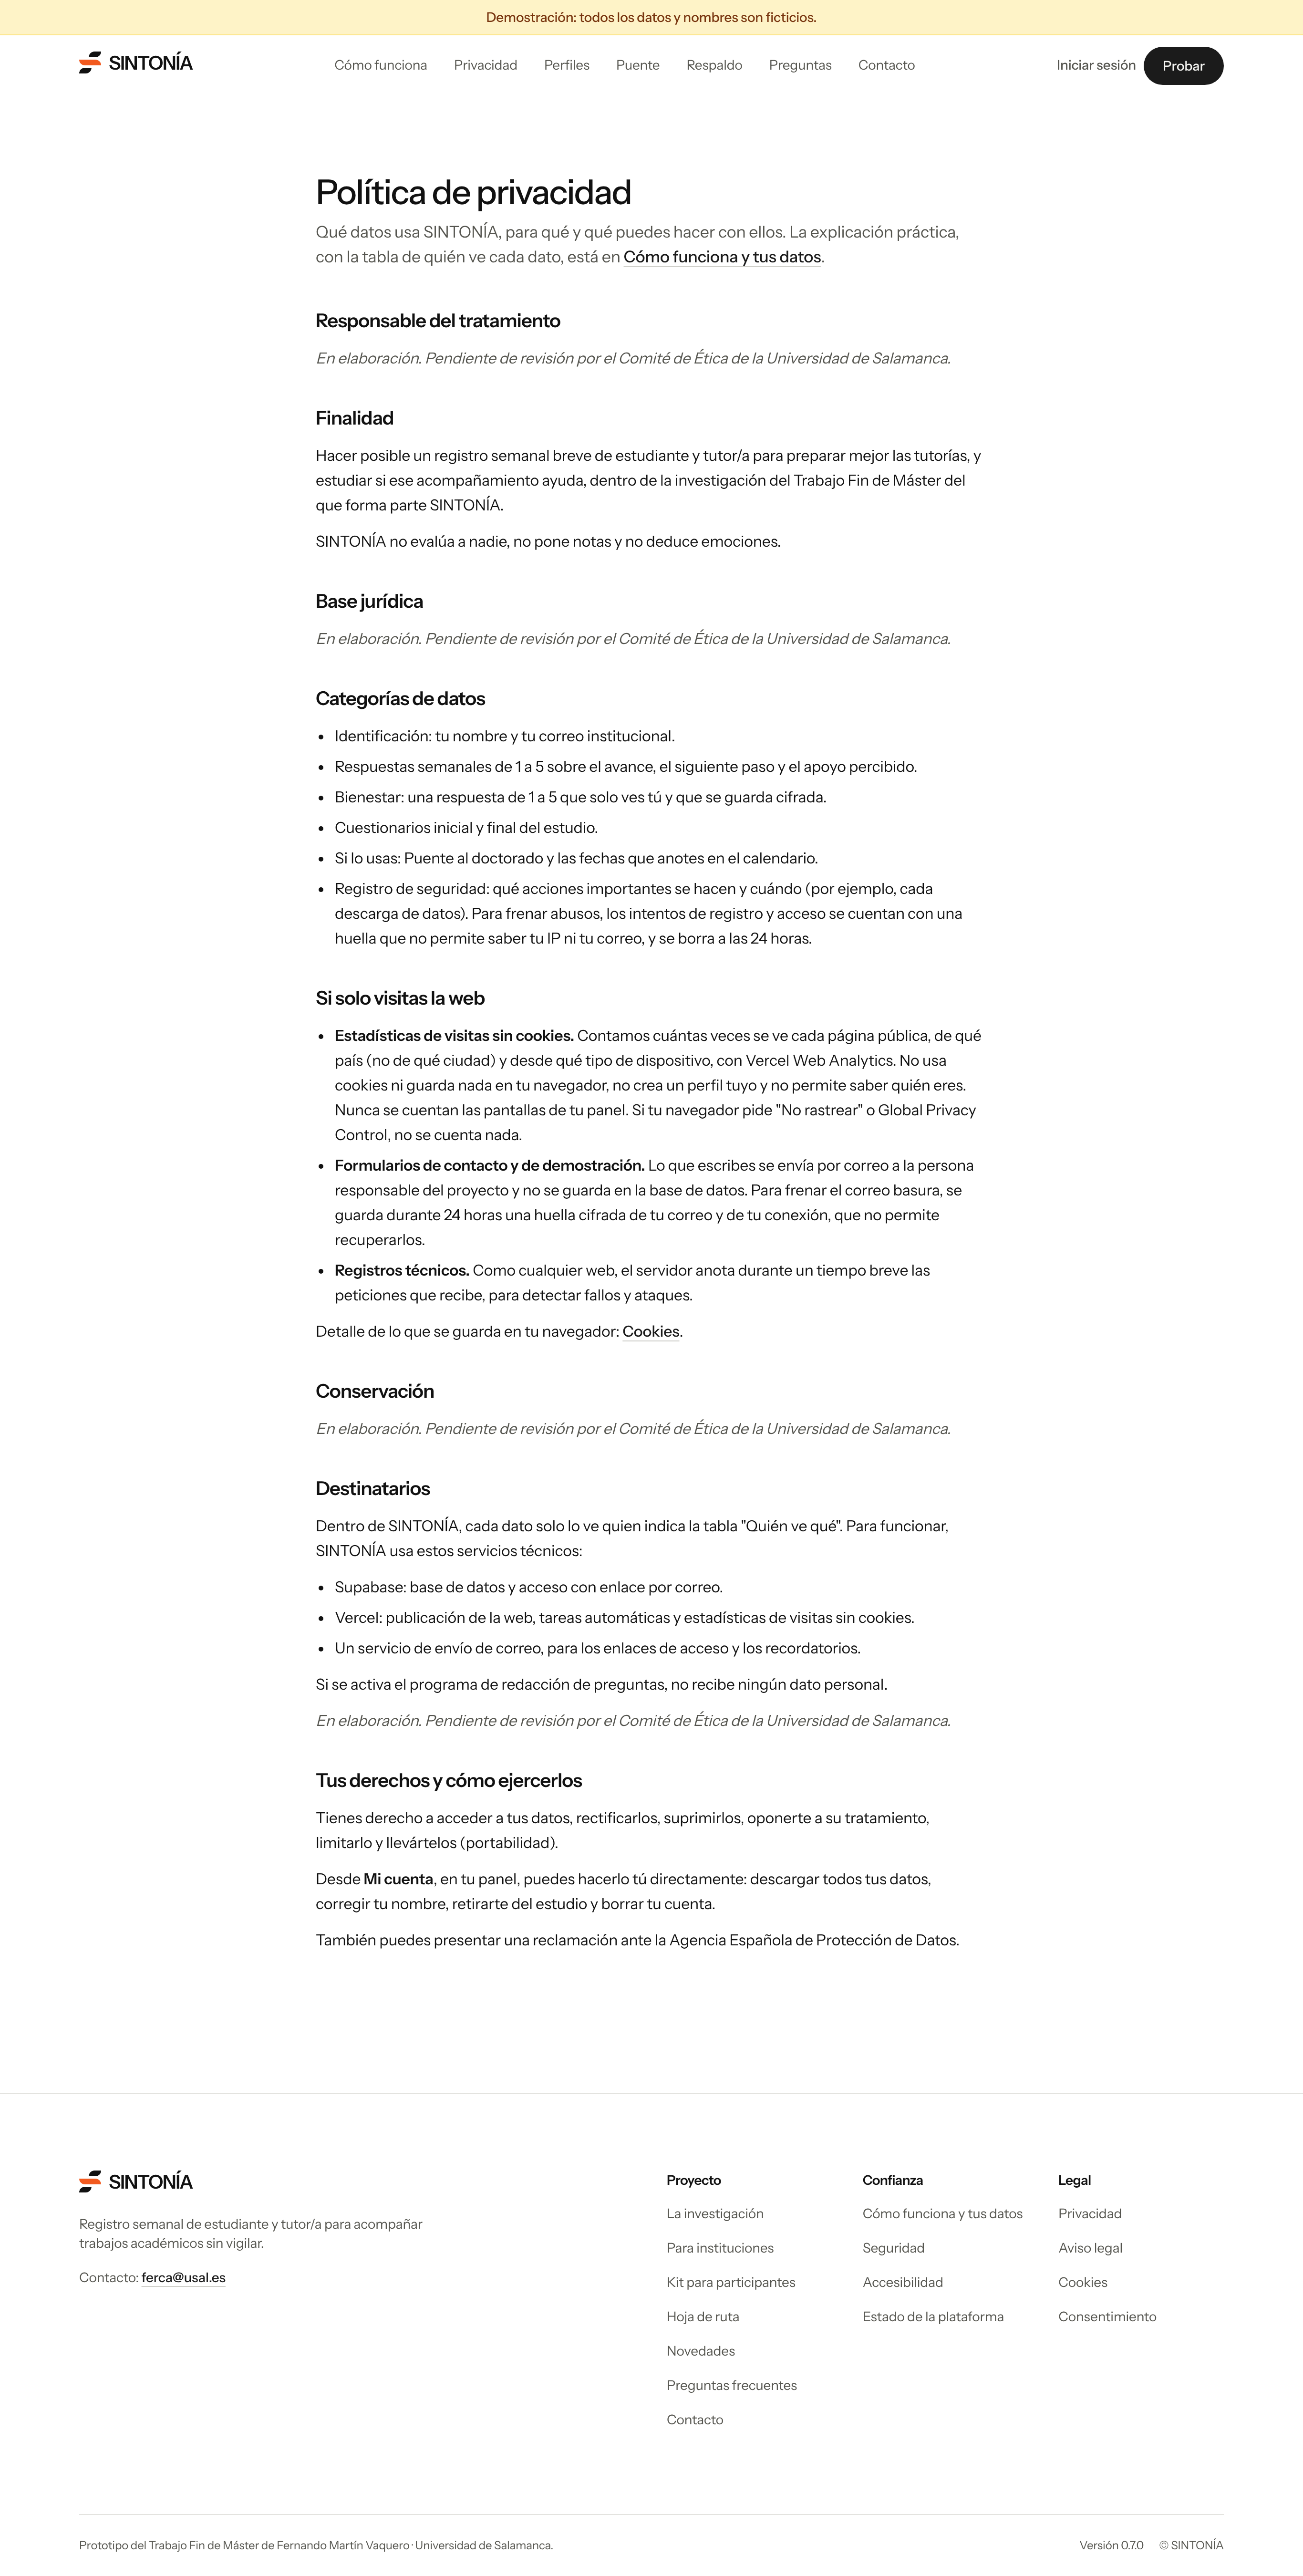 Demostración: todos los datos y nombres son ficticios.
SINTONÍA
Cómo funciona Privacidad Perfiles Puente Respaldo Preguntas Contacto
Iniciar sesión Probar
Política de privacidad
Qué datos usa SINTONÍA, para qué y qué puedes hacer con ellos. La explicación práctica,
con la tabla de quién ve cada dato, está en Cómo funciona y tus datos.
Responsable del tratamiento
En elaboración. Pendiente de revisión por el Comité de Ética de la Universidad de Salamanca.
Finalidad
Hacer posible un registro semanal breve de estudiante y tutor/a para preparar mejor las tutorías, y
estudiar si ese acompañamiento ayuda, dentro de la investigación del Trabajo Fin de Máster del
que forma parte SINTONÍA.
SINTONÍA no evalúa a nadie, no pone notas y no deduce emociones.
Base jurídica
En elaboración. Pendiente de revisión por el Comité de Ética de la Universidad de Salamanca.
Categorías de datos
• Identificación: tu nombre y tu correo institucional.
• Respuestas semanales de 1 a 5 sobre el avance, el siguiente paso y el apoyo percibido.
• Bienestar: una respuesta de 1 a 5 que solo ves tú y que se guarda cifrada.
• Cuestionarios inicial y final del estudio.
• Si lo usas: Puente al doctorado y las fechas que anotes en el calendario.
• Registro de seguridad: qué acciones importantes se hacen y cuándo (por ejemplo, cada
descarga de datos). Para frenar abusos, los intentos de registro y acceso se cuentan con una
huella que no permite saber tu IP ni tu correo, y se borra a las 24 horas.
Si solo visitas la web
• Estadísticas de visitas sin cookies. Contamos cuántas veces se ve cada página pública, de qué
país (no de qué ciudad) y desde qué tipo de dispositivo, con Vercel Web Analytics. No usa
cookies ni guarda nada en tu navegador, no crea un perfil tuyo y no permite saber quién eres.
Nunca se cuentan las pantallas de tu panel. Si tu navegador pide "No rastrear" o Global Privacy
Control, no se cuenta nada.
• Formularios de contacto y de demostración. Lo que escribes se envía por correo a la persona
responsable del proyecto y no se guarda en la base de datos. Para frenar el correo basura, se
guarda durante 24 horas una huella cifrada de tu correo y de tu conexión, que no permite
recuperarlos.
• Registros técnicos. Como cualquier web, el servidor anota durante un tiempo breve las
peticiones que recibe, para detectar fallos y ataques.
Detalle de lo que se guarda en tu navegador: Cookies.
Conservación
En elaboración. Pendiente de revisión por el Comité de Ética de la Universidad de Salamanca.
Destinatarios
Dentro de SINTONÍA, cada dato solo lo ve quien indica la tabla "Quién ve qué". Para funcionar,
SINTONÍA usa estos servicios técnicos:
• Supabase: base de datos y acceso con enlace por correo.
• Vercel: publicación de la web, tareas automáticas y estadísticas de visitas sin cookies.
• Un servicio de envío de correo, para los enlaces de acceso y los recordatorios.
Si se activa el programa de redacción de preguntas, no recibe ningún dato personal.
En elaboración. Pendiente de revisión por el Comité de Ética de la Universidad de Salamanca.
Tus derechos y cómo ejercerlos
Tienes derecho a acceder a tus datos, rectificarlos, suprimirlos, oponerte a su tratamiento,
limitarlo y llevártelos (portabilidad).
Desde Mi cuenta, en tu panel, puedes hacerlo tú directamente: descargar todos tus datos,
corregir tu nombre, retirarte del estudio y borrar tu cuenta.
También puedes presentar una reclamación ante la Agencia Española de Protección de Datos.
SINTONÍA
Registro semanal de estudiante y tutor/a para acompañar
trabajos académicos sin vigilar.
Contacto: ferca@usal.es
Proyecto
La investigación
Para instituciones
Kit para participantes
Hoja de ruta
Novedades
Preguntas frecuentes
Contacto
Confianza
Cómo funciona y tus datos
Seguridad
Accesibilidad
Estado de la plataforma
Legal
Privacidad
Aviso legal
Cookies
Consentimiento
Prototipo del Trabajo Fin de Máster de Fernando Martín Vaquero · Universidad de Salamanca.
Versión 0.7.0 © SINTONÍA